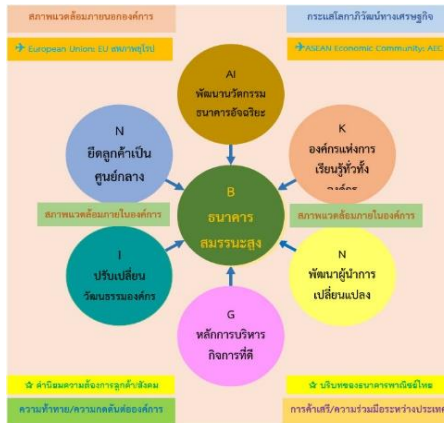 สภาพแวดล้อมภายนอกองค์การ
กระแสโลกาภิวัฒน์ทางเศรษฐกิจ
European Union: EU สหภาพยุโรป
ASEAN Economic Community: AEC
AI
พัฒนานวัตกรรม
ธนาคารอัจฉริยะ
N
ยึดลูกค้าเป็น
ศูนย์กลาง
K
องค์กรแห่งการ
เรียนรู้ทั่วทั้ง
องค์กร
สภาพแวดล้อมภายในองค์การ
B
ธนาคาร
สมรรนะสูง
สภาพแวดล้อมภายในองค์การ
I
ปรับเปลี่ยน
วัฒนธรรมองค์กร
N
พัฒนาผู้นำการ
เปลี่ยนแปลง
G
หลักการบริหาร
กิจการที่ดี
ค่านิยมความต้องการลูกค้า/สังคม
บริบทของธนาคารพาณิชย์ไทย
ความท้าทาย/ความกดดันต่อองค์การ
การค้าเสรี/ความร่วมมือระหว่างประเทศ